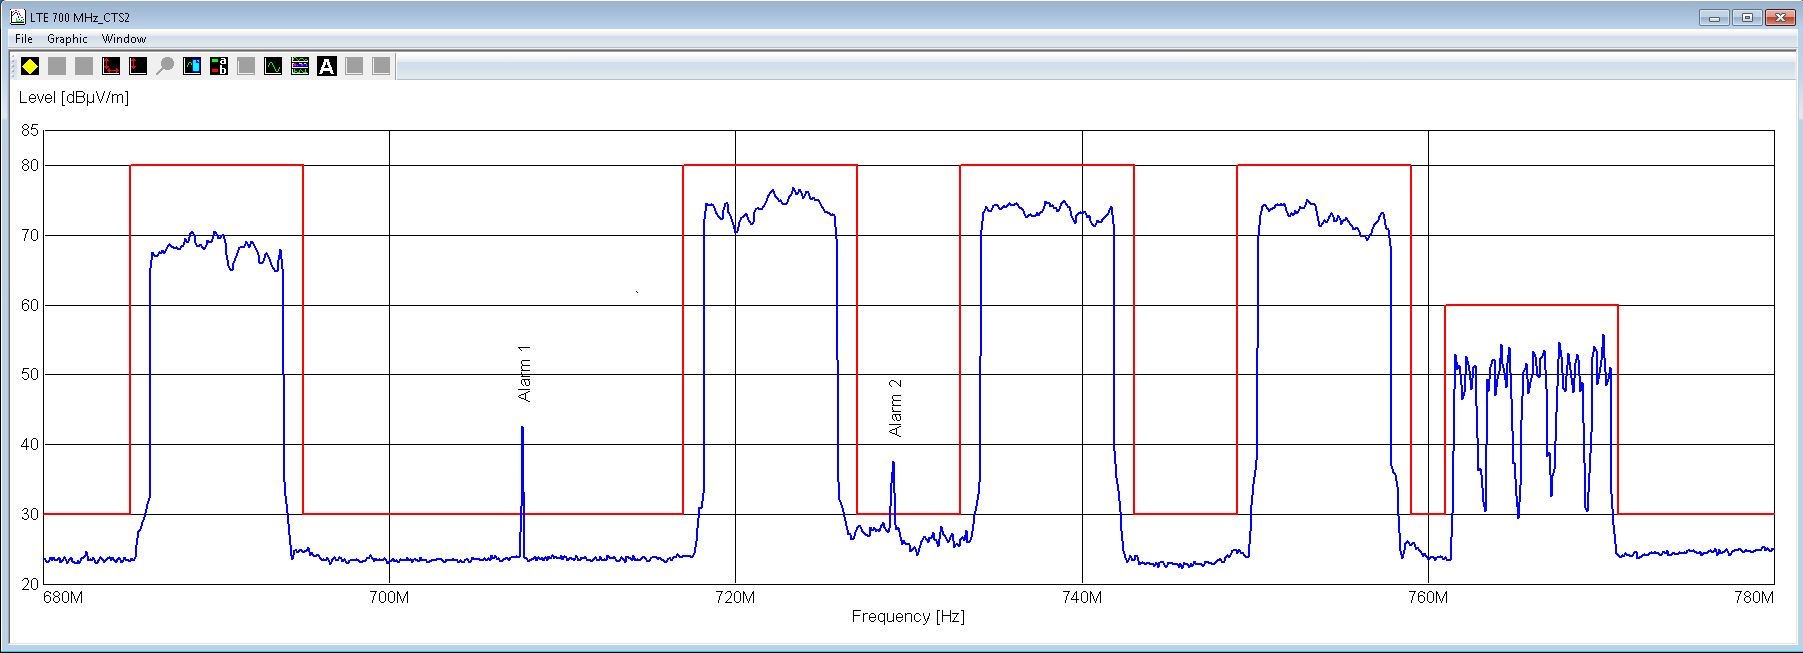 LTE 700 MHz_CTS2
File Graphic Window
a
b
A
Level [dBµV/m]
85
80
70
60
50
40
30
20
Alarm 1
Alarm 2
680M 700M 720M 740M 760M 780M
Frequency [Hz]